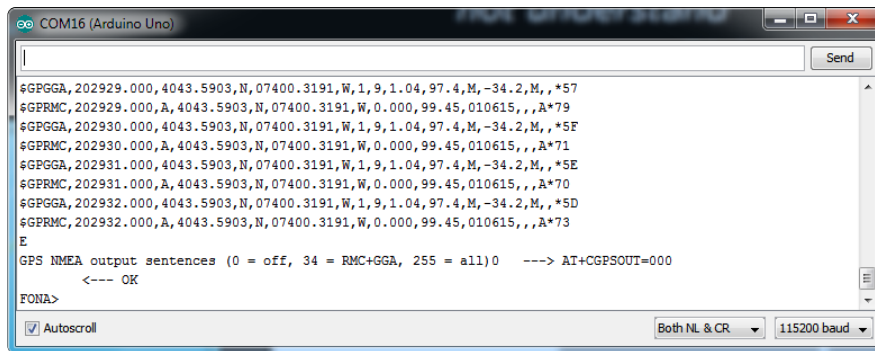 not understand
COM16 (Arduino Uno)
Send
$GPGGA,202929.000,4043.5903,N,07400.3191,W,1,9,1.04,97.4,M,-34.2,M,,*57
$GPRMC,202929.000,A,4043.5903,N,07400.3191,W,0.000,99.45,010615,,,A*79
$GPGGA,202930.000,4043.5903,N,07400.3191,W,1,9,1.04,97.4,M,-34.2,M,,*5F
$GPRMC,202930.000,A,4043.5903,N,07400.3191,W,0.000,99.45,010615,,,A*71
$GPGGA,202931.000,4043.5903,N,07400.3191,W,1,9,1.04,97.4,M,-34.2,M,,*5E
$GPRMC,202931.000,A,4043.5903,N,07400.3191,W,0.000,99.45,010615,,,A*70
$GPGGA,202932.000,4043.5903,N,07400.3191,W,1,9,1.04,97.4,M,-34.2,M,,*5D
$GPRMC,202932.000,A,4043.5903,N,07400.3191,W,0.000,99.45,010615,,,A*73
E
GPS NMEA output sentences (0 = off, 34 = RMC+GGA, 255 = all)0   ---> AT+CGPSOUT=000
<--- OK
FONA>
Autoscroll
Both NL & CR
115200 baud